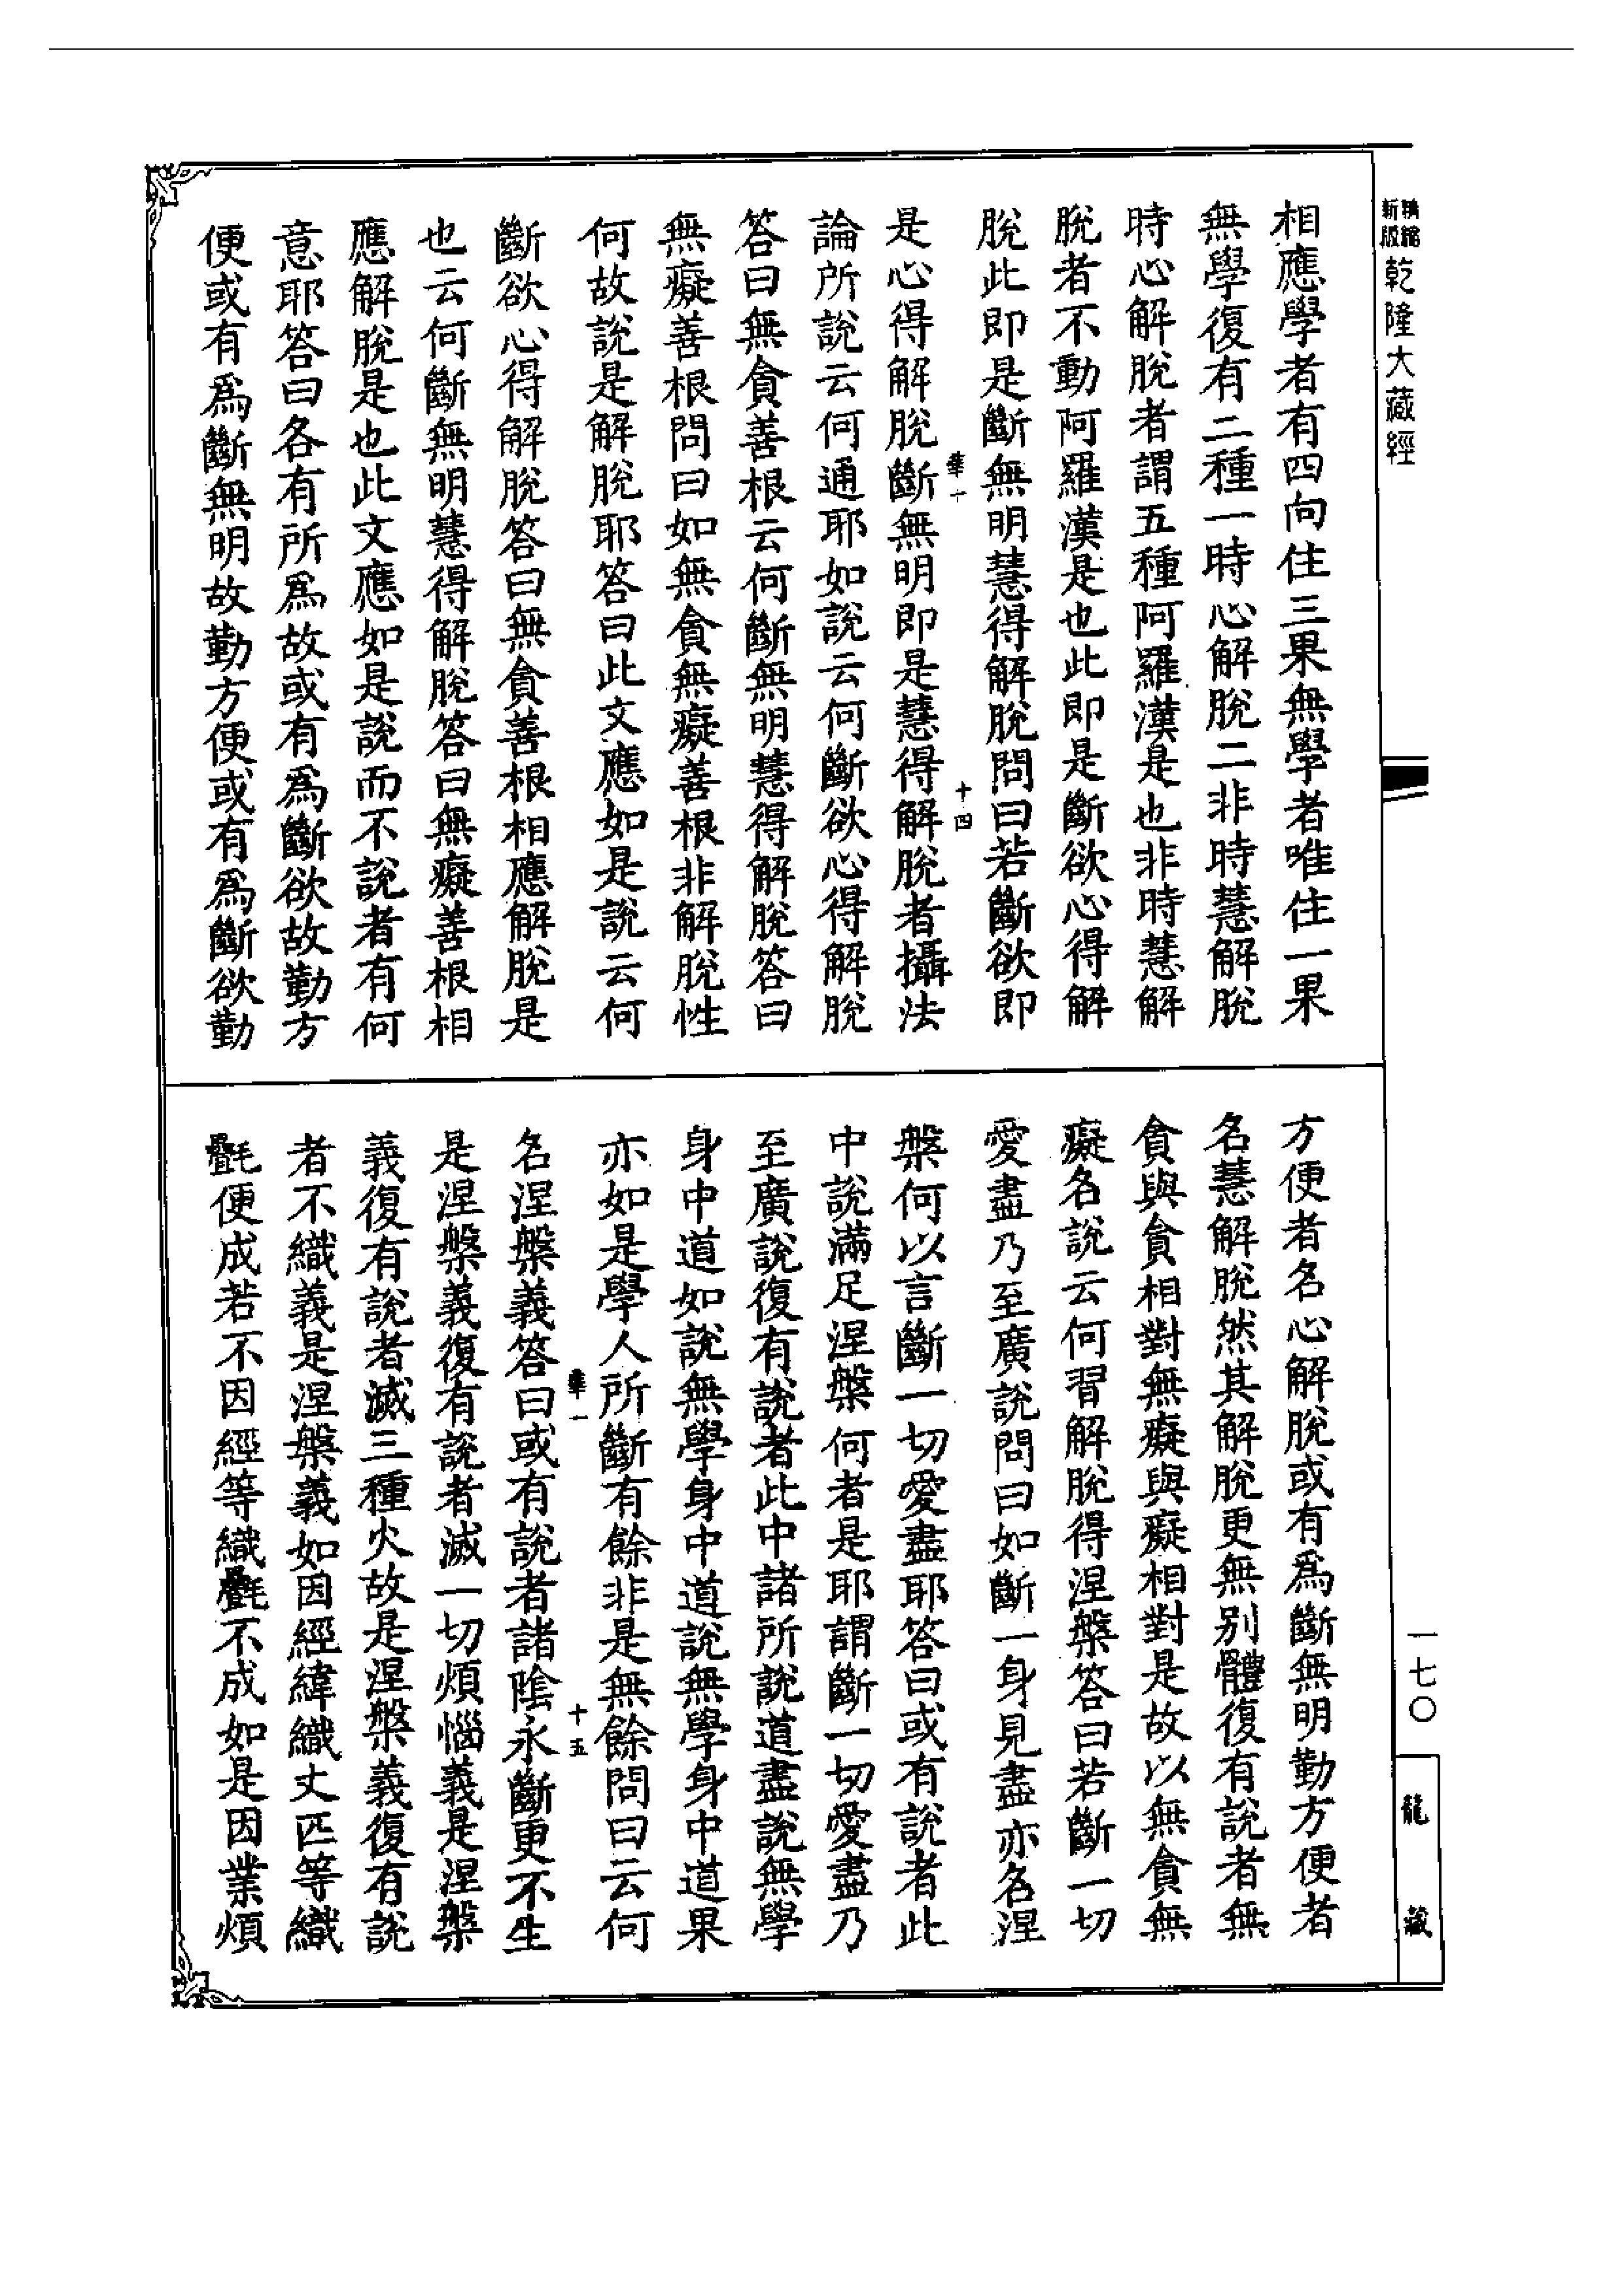 精縮新版乾隆大藏經
相應學者有四向住三果無學者唯住一果
無學復有二種一時心解脫二非時慧解脫
時心解脫者謂五種阿羅漢是也非時慧解
脫者不動阿羅漢是也此即是斷欲心得解
脫此即是斷無明慧得解脫問曰若斷欲即
華十
十四
是心得解脫斷無明即是慧得解脫者攝法
論所說云何通耶如說云何斷欲心得解脫
答曰無貪善根云何斷無明慧得解脫答曰
無癡善根問曰如無貪無癡善根非解脫性
何故說是解脫耶答曰此文應如是說云何
斷欲心得解脫答曰無貪善根相應解脫是
也云何斷無明慧得解脫答曰無癡善根相
應解脫是也此文應如是說而不說者有何
意耶答曰各有所爲故或有爲斷欲故勤方
便或有爲斷無明故勤方便或有爲斷欲勤
方便者名心解脫或有爲斷無明勤方便者
名慧解脫然其解脫更無別體復有說者無
貪與貪相對無癡與癡相對是故以無貪無
癡名說云何習解脫得涅槃答曰若斷一切
愛盡乃至廣說問曰如斷一身見盡亦名涅
槃何以言斷一切愛盡耶答曰或有說者此
中說滿足涅槃何者是耶謂斷一切愛盡乃
至廣說復有說者此中諸所說道盡說無學
身中道如說無學身中道說無學身中道果
亦如是學人所斷有餘非是無餘問曰云何
華一
十五
名涅槃義答曰或有說者諸陰永斷更不生
是涅槃義復有說者滅一切煩惱義是涅槃
義復有說者滅三種火故是涅槃義復有說
者不織義是涅槃義如因經緯織丈匹等織
㲲便成若不因經等織㲲不成如是因業煩
一七〇
龍藏